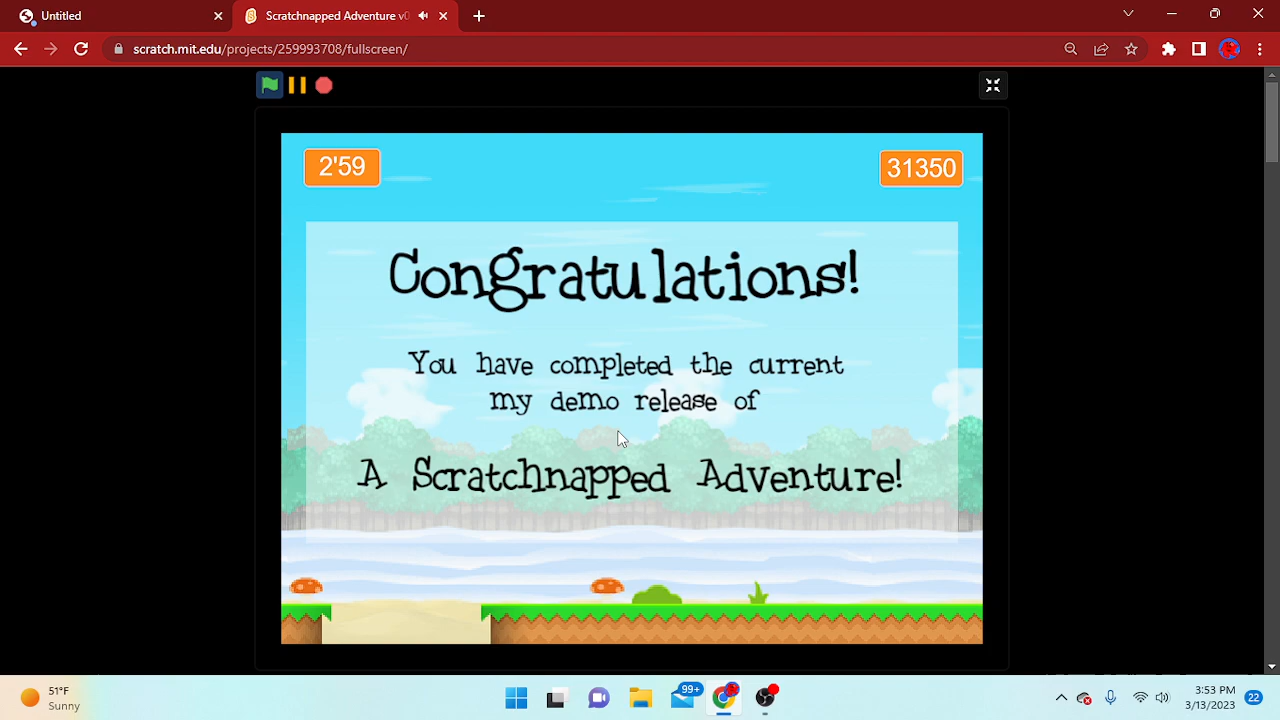 Untitled
Scratchnapped Adventure v0
scratch.mit.edu/projects/259993708/fullscreen/
2'59
31350
Congratulations!
You have completed the current
my demo release of
A Scratchnapped Adventure!
51°F
Sunny
99+
3:53 PM
3/13/2023
22